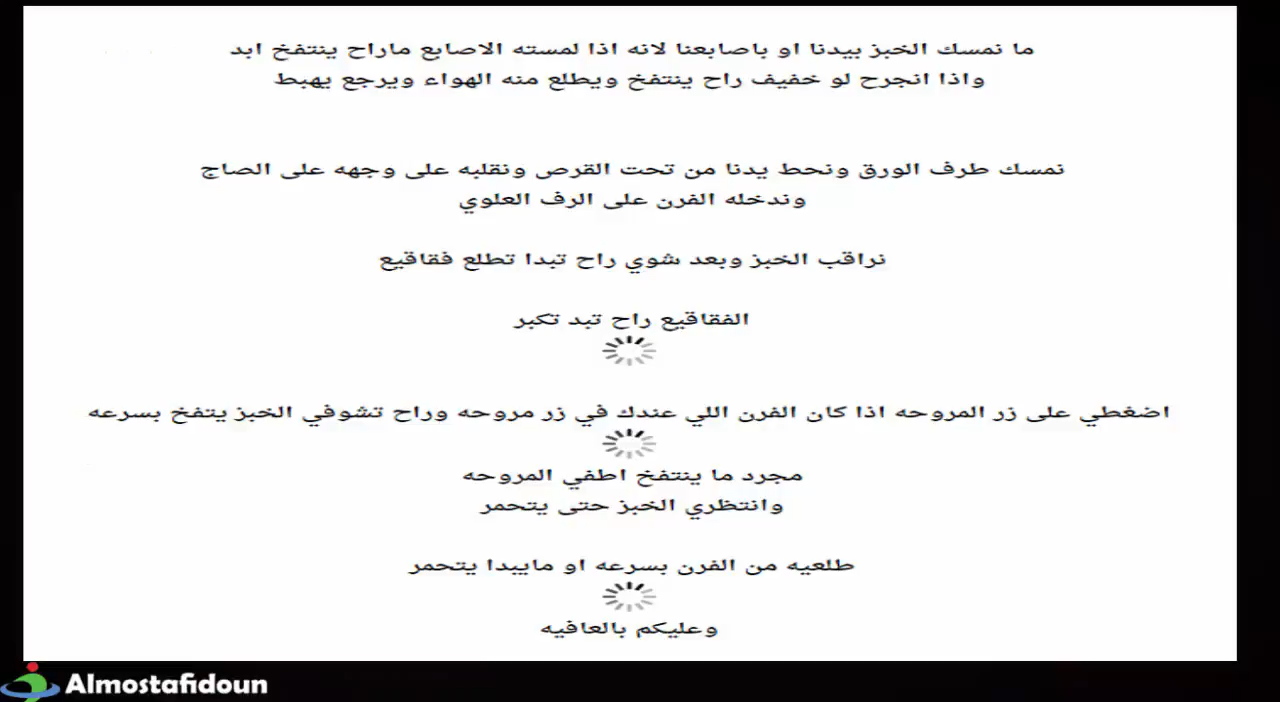 ما نمسك الخبز بيدنا او باصابعنا لانه اذا لمسته الاصابع ماراح ينتفخ ابد
واذا انجرح لو خفيف راح ينتفخ ويطلع منه الهواء ويرجع يهبط
نمسك طرف الورق ونحط يدنا من تحت القرص ونقلبه على وجهه على الصاج
وندخله الفرن على الرف العلوي
نراقب الخبز وبعد شوي راح تبدا تطلع فقاقيع
الفقاقيع راح تبد تكبر
اضغطي على زر المروحه اذا كان الفرن اللي عندك في زر مروحه وراح تشوفي الخبز يتفخ بسرعه
مجرد ما ينتفخ اطفي المروحه
وانتظري الخبز حتى يتحمر
طلعيه من الفرن بسرعه او مايبدا يتحمر
وعليكم بالعافيه
Almostafidoun